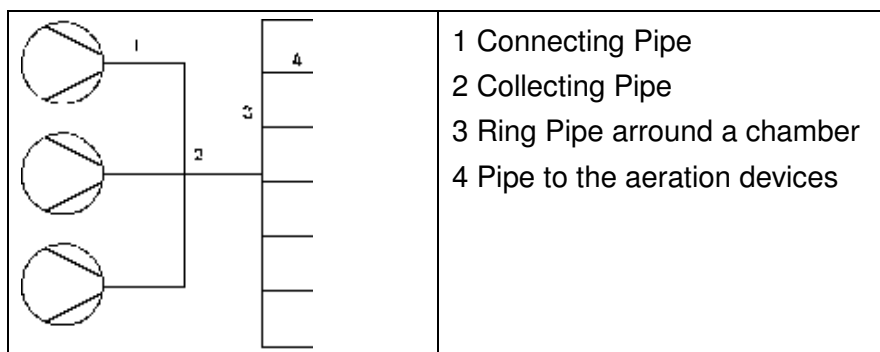 1
2
3
4
1 Connecting Pipe
2 Collecting Pipe
3 Ring Pipe arround a chamber
4 Pipe to the aeration devices